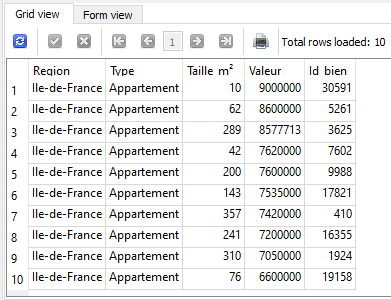 Grid view Form view
1 Total rows loaded: 10
Region Type Taille m² Valeur Id bien
1 Ile-de-France Appartement 10 9000000 30591
2 Ile-de-France Appartement 62 8600000 5261
3 Ile-de-France Appartement 289 8577713 3625
4 Ile-de-France Appartement 42 7620000 7602
5 Ile-de-France Appartement 200 7600000 9988
6 Ile-de-France Appartement 143 7535000 17821
7 Ile-de-France Appartement 357 7420000 410
8 Ile-de-France Appartement 241 7200000 16355
9 Ile-de-France Appartement 310 7050000 1924
10 Ile-de-France Appartement 76 6600000 19158